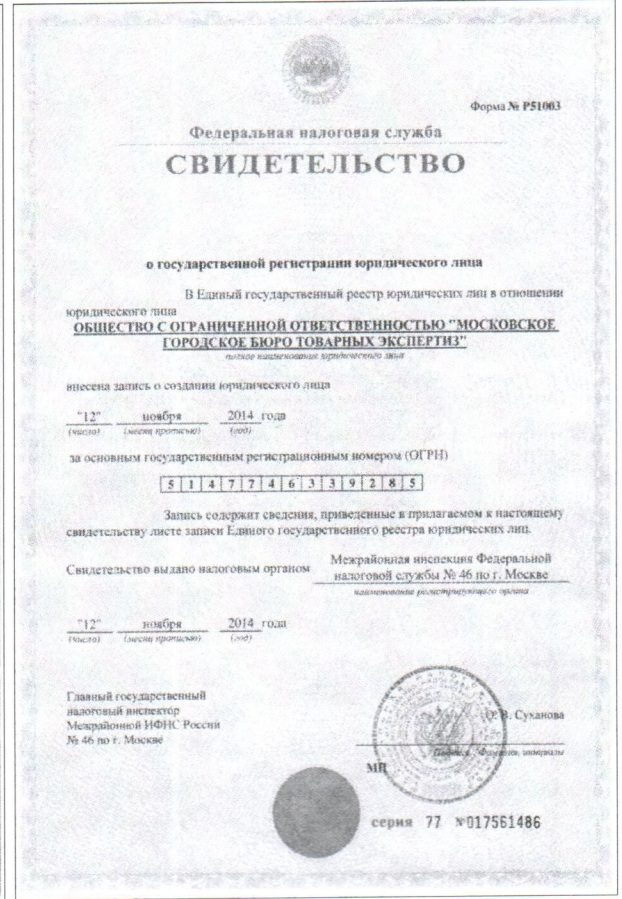 Форма № Р51003
Федеральная налоговая служба
СВИДЕТЕЛЬСТВО
о государственной регистрации юридического лица
В Единый государственный реестр юридических лиц в отношении
юридического лица
ОБЩЕСТВО С ОГРАНИЧЕННОЙ ОТВЕТСТВЕННОСТЬЮ "МОСКОВСКОЕ
ГОРОДСКОЕ БЮРО ТОВАРНЫХ ЭКСПЕРТИЗ"
полное наименование юридического лица
внесена запись о создании юридического лица
"12" ноября 2014 года
(число) (месяц прописью) (год)
за основным государственным регистрационным номером (ОГРН)
5 1 4 7 7 4 6 3 3 9 2 8 5
Запись содержит сведения, приведенные в прилагаемом к настоящему
свидетельству листе записи Единого государственного реестра юридических лиц.
Свидетельство выдано налоговым органом
Межрайонная инспекция Федеральной
налоговой службы № 46 по г. Москве
наименование регистрирующего органа
"12" ноября 2014 года
(число) (месяц прописью) (год)
Главный государственный
налоговый инспектор
Межрайонной ИФНС России
№ 46 по г. Москве
О. В. Суханова
Подпись, Фамилия, инициалы
МП
серия 77 №017561486